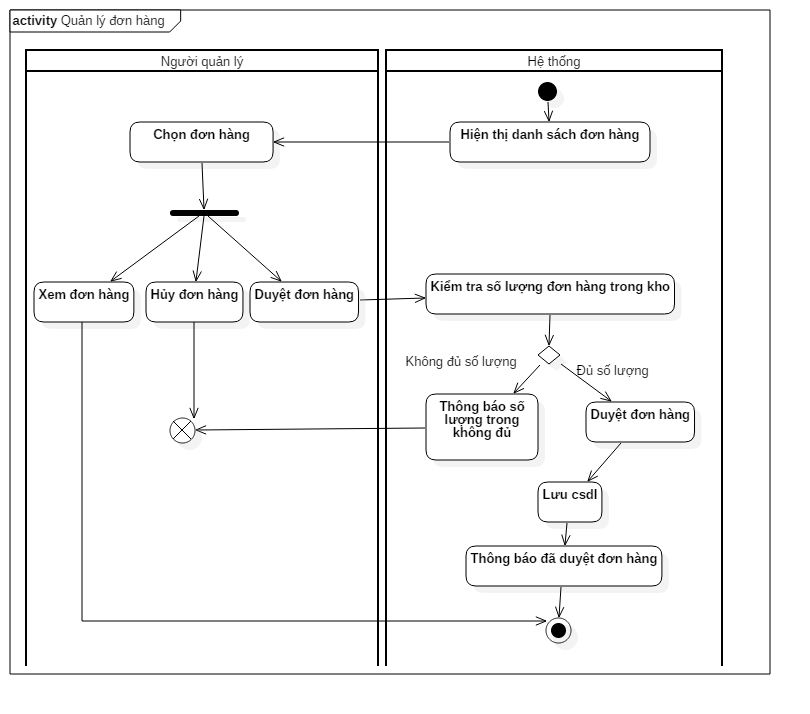 activity Quản lý đơn hàng
Người quản lý
Hệ thống
Chọn đơn hàng
Hiện thị danh sách đơn hàng
Xem đơn hàng
Hủy đơn hàng
Duyệt đơn hàng
Kiểm tra số lượng đơn hàng trong kho
Không đủ số lượng
Đủ số lượng
Thông báo số
lượng trong
không đủ
Duyệt đơn hàng
Lưu csdl
Thông báo đã duyệt đơn hàng